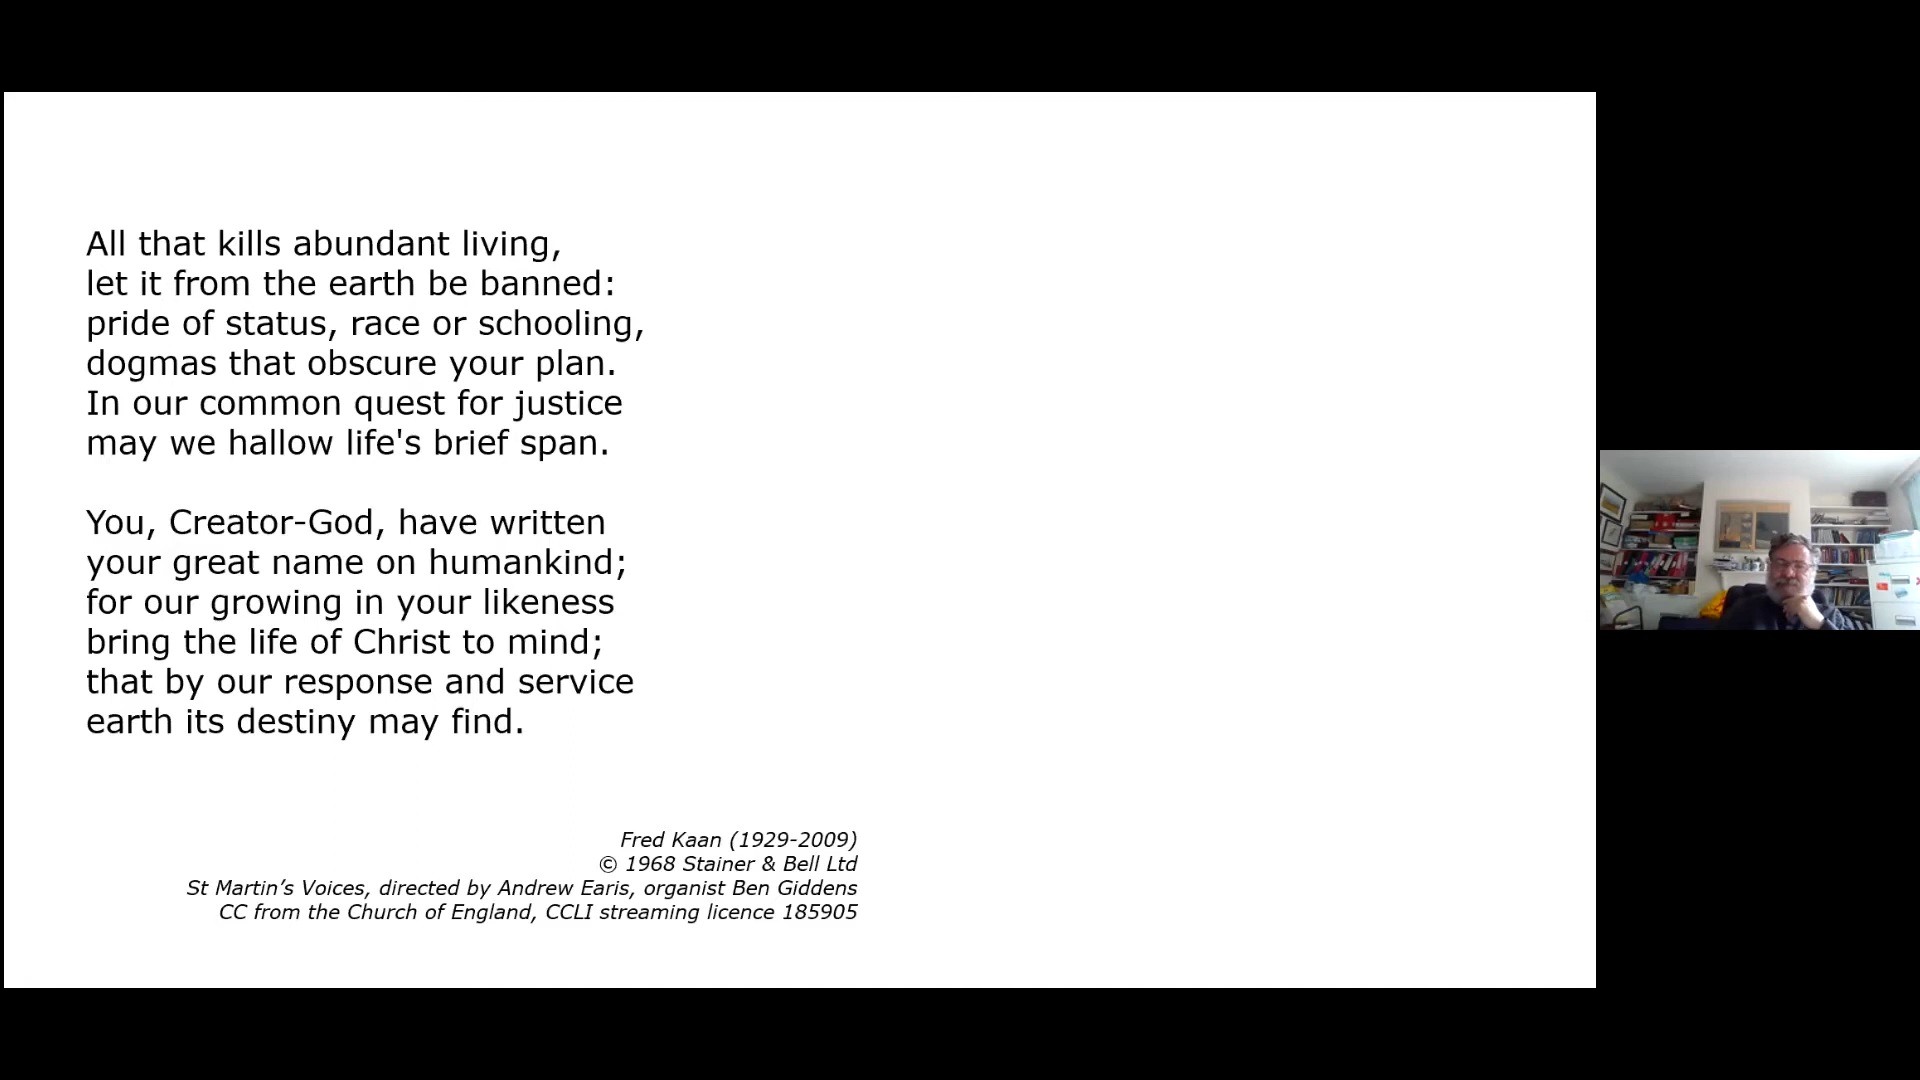 All that kills abundant living,
let it from the earth be banned:
pride of status, race or schooling,
dogmas that obscure your plan.
In our common quest for justice
may we hallow life's brief span.
You, Creator-God, have written
your great name on humankind;
for our growing in your likeness
bring the life of Christ to mind;
that by our response and service
earth its destiny may find.
Fred Kaan (1929-2009)
© 1968 Stainer & Bell Ltd
St Martin’s Voices, directed by Andrew Earis, organist Ben Giddens
CC from the Church of England, CCLI streaming licence 185905